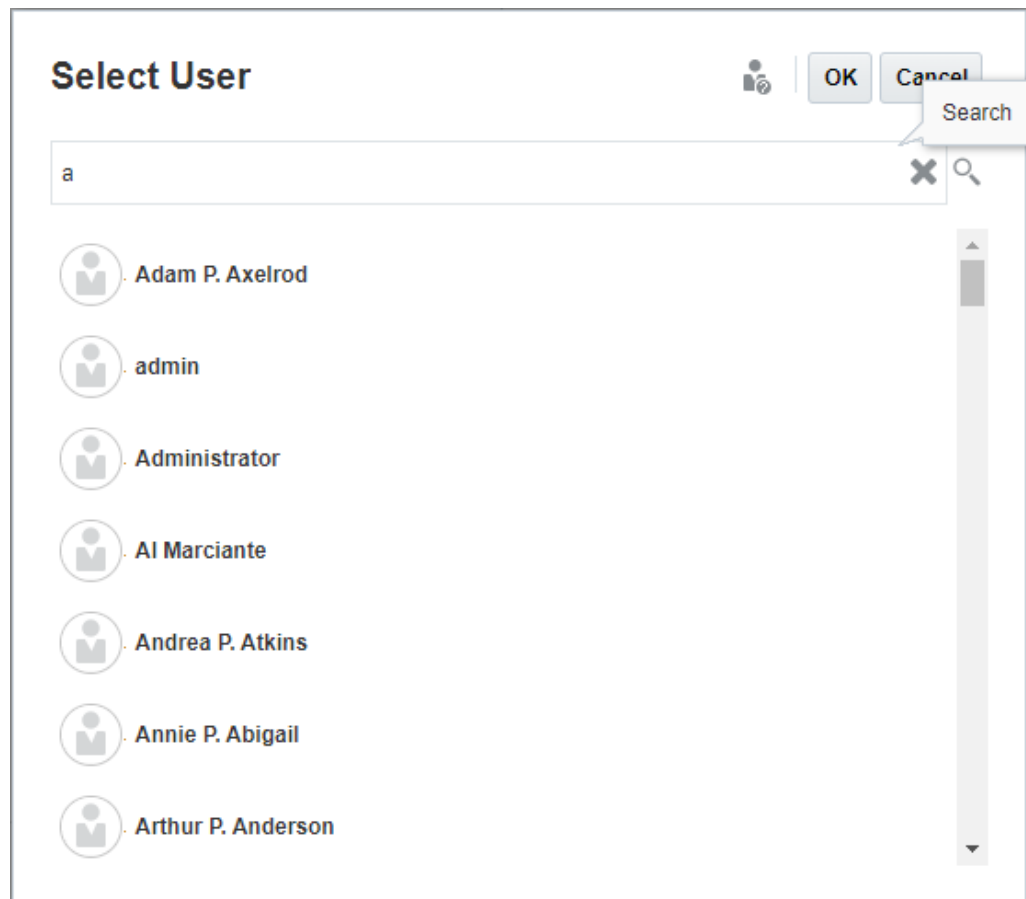 Select User
OK
Cancel
Search
a
Adam P. Axelrod
admin
Administrator
Al Marciante
Andrea P. Atkins
Annie P. Abigail
Arthur P. Anderson